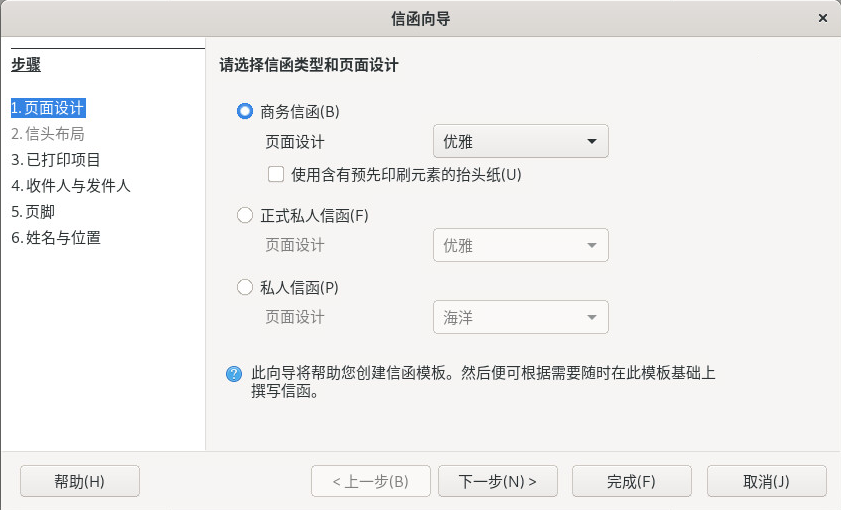 信函向导
步骤
请选择信函类型和页面设计
1.页面设计
2.信头布局
3.已打印项目
4.收件人与发件人
5.页脚
6.姓名与位置
商务信函(B)
页面设计
优雅
使用含有预先印刷元素的抬头纸(U)
正式私人信函(F)
页面设计
优雅
私人信函(P)
页面设计
海洋
此向导将帮助您创建信函模板。然后便可根据需要随时在此模板基础上
撰写信函。
帮助(H)
< 上一步(B)
下一步(N) >
完成(F)
取消(J)